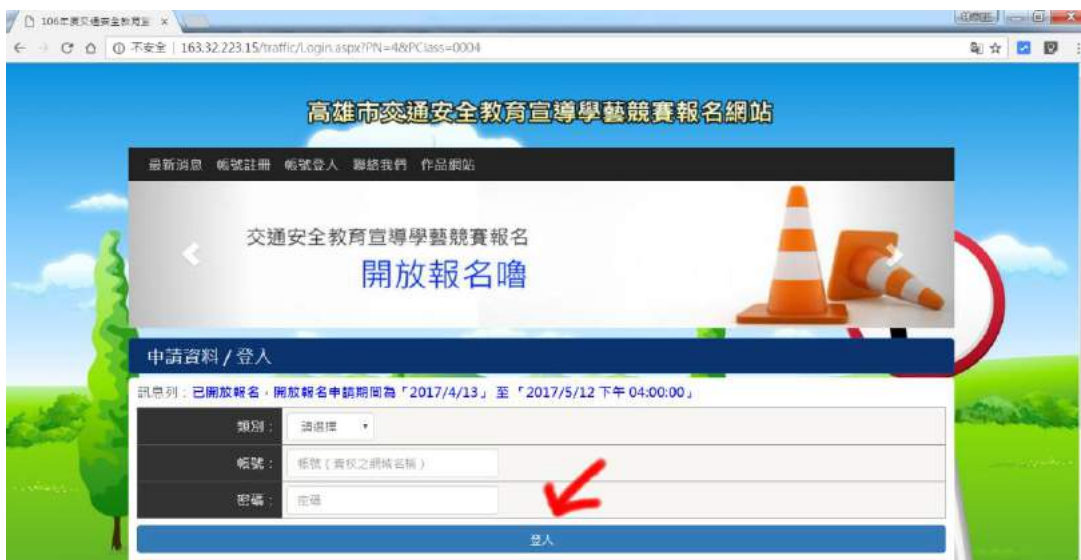 106年度交通安全教育宣
不安全 | 163.32.223.15/traffic/Login.aspx?PN=4&PClass=0004
高雄市交通安全教育宣導學藝競賽報名網站
最新消息 帳號註冊 帳號登入 聯絡我們 作品網站
交通安全教育宣導學藝競賽報名
開放報名嚕
申請資料 / 登入
訊息列：已開放報名，開放報名申請期間為「2017/4/13」至「2017/5/12 下午 04:00:00」
類別： 請選擇
帳號： 帳號（貴校之網域名稱）
密碼： 密碼
登入